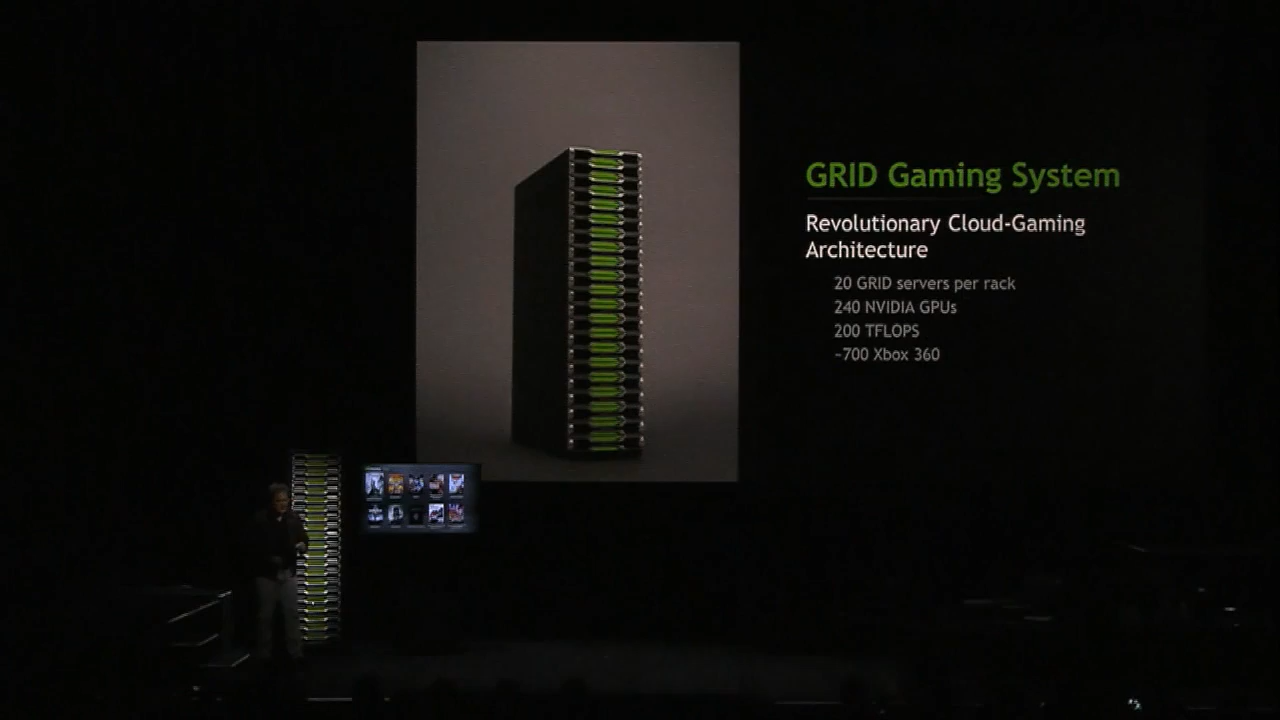 GRID Gaming System
Revolutionary Cloud-Gaming
Architecture
20 GRID servers per rack
240 NVIDIA GPUs
200 TFLOPS
~700 Xbox 360